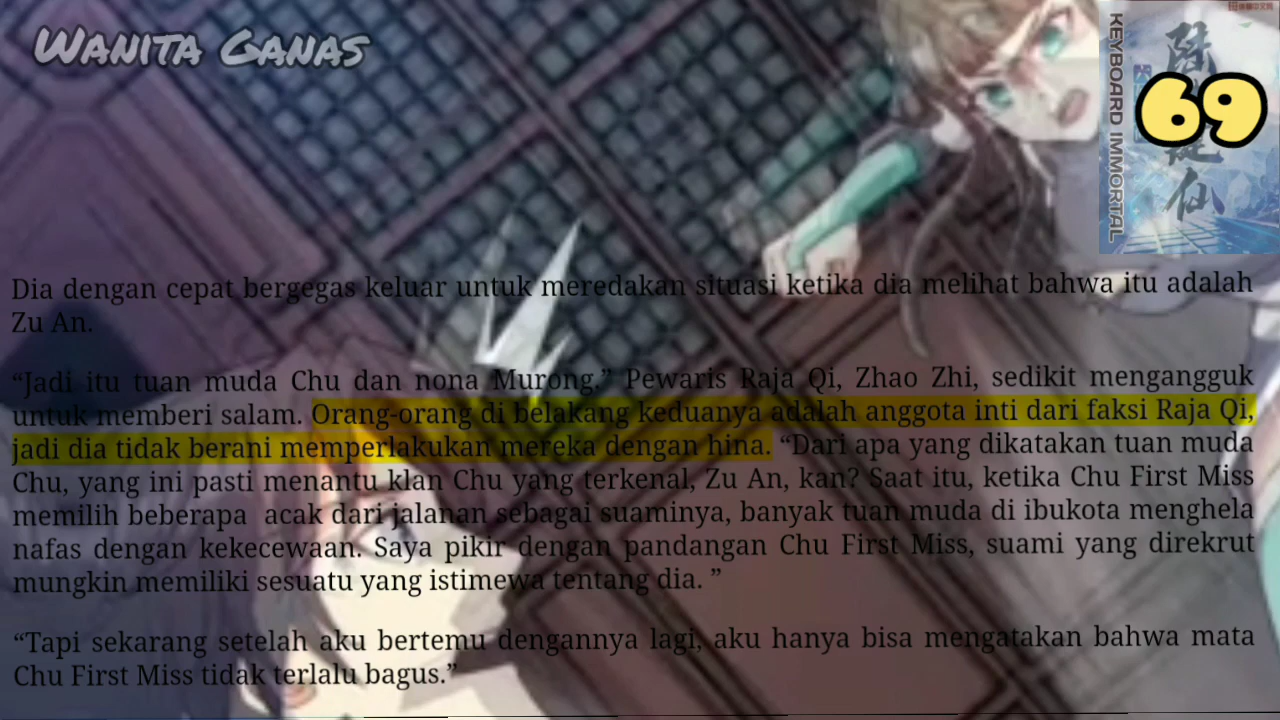 Wanita Ganas
KEYBOARD IMMORTAL
69
仙
Dia dengan cepat bergegas keluar untuk meredakan situasi ketika dia melihat bahwa itu adalah
Zu An.
“Jadi itu tuan muda Chu dan nona Murong.” Pewaris Raja Qi, Zhao Zhi, sedikit mengangguk
untuk memberi salam. Orang-orang di belakang keduanya adalah anggota inti dari faksi Raja Qi,
jadi dia tidak berani memperlakukan mereka dengan hina. “Dari apa yang dikatakan tuan muda
Chu, yang ini pasti menantu klan Chu yang terkenal, Zu An, kan? Saat itu, ketika Chu First Miss
memilih beberapa acak dari jalanan sebagai suaminya, banyak tuan muda di ibukota menghela
nafas dengan kekecewaan. Saya pikir dengan pandangan Chu First Miss, suami yang direkrut
mungkin memiliki sesuatu yang istimewa tentang dia. ”
“Tapi sekarang setelah aku bertemu dengannya lagi, aku hanya bisa mengatakan bahwa mata
Chu First Miss tidak terlalu bagus.”